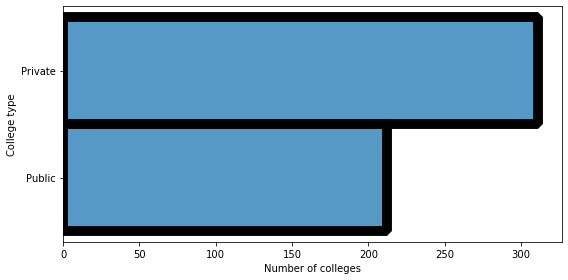 College type
Private
Public
0 50 100 150 200 250 300
Number of colleges